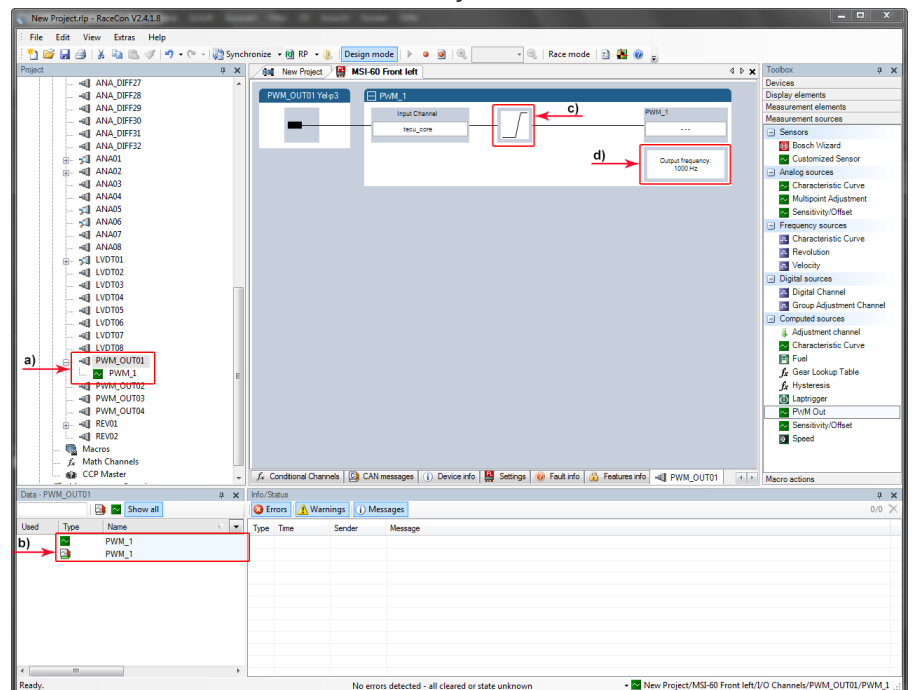 New Project.rlp - RaceCon V2.4.1.8
File Edit View Extras Help
Synchronize RP Design mode Race mode
Project
ANA_DIFF27
ANA_DIFF28
ANA_DIFF29
ANA_DIFF30
ANA_DIFF31
ANA_DIFF32
ANA01
ANA02
ANA03
ANA04
ANA05
ANA06
ANA07
ANA08
LVDT01
LVDT02
LVDT03
LVDT04
LVDT05
LVDT06
LVDT07
LVDT08
a)
PWM_OUT01
PWM_1
PWM_OUT02
PWM_OUT03
PWM_OUT04
REV01
REV02
Macros
fx Math Channels
CCP Master
New Project MSI-60 Front left
PWM_OUT01 Yel-p3
PWM_1
Input Channel
tecu_core
c)
PWM_1
---
d)
Output frequency:
1000 Hz
fx Conditional Channels CAN messages Device info Settings Fault info Features info PWM_OUT01
Toolbox
Devices
Display elements
Measurement elements
Measurement sources
Sensors
Bosch Wizard
Customized Sensor
Analog sources
Characteristic Curve
Multipoint Adjustment
Sensitivity/Offset
Frequency sources
Characteristic Curve
Revolution
Velocity
Digital sources
Digital Channel
Group Adjustment Channel
Computed sources
Adjustment channel
Characteristic Curve
Fuel
fx Gear Lookup Table
fx Hysteresis
Laptrigger
PWM Out
Sensitivity/Offset
Speed
Macro actions
Data - PWM_OUT01
Show all
Used Type Name
b)
PWM_1
PWM_1
Info/Status
Errors Warnings Messages 0/0
Type Time Sender Message
Ready. No errors detected - all cleared or state unknown New Project/MSI-60 Front left/I/O Channels/PWM_OUT01/PWM_1